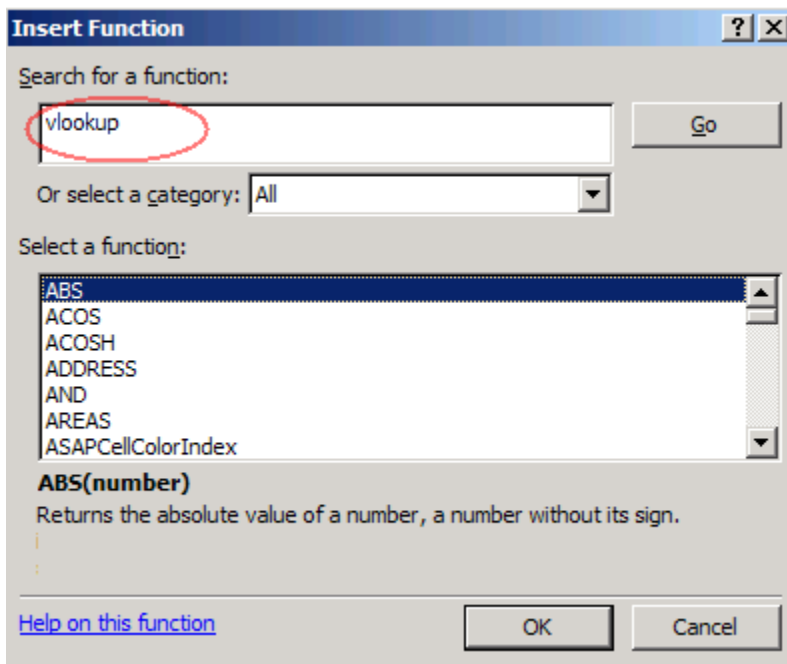 Insert Function
Search for a function:
vlookup
Go
Or select a category: All
Select a function:
ABS
ACOS
ACOSH
ADDRESS
AND
AREAS
ASAPCellColorIndex
ABS(number)
Returns the absolute value of a number, a number without its sign.
Help on this function
OK
Cancel